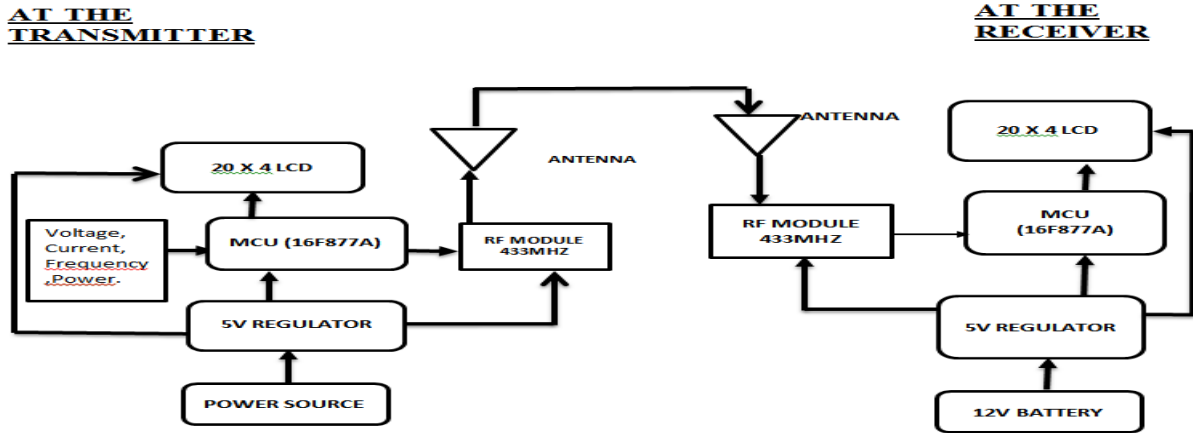 AT THE
TRANSMITTER
20 X 4 LCD
Voltage,
Current,
Frequency
,Power.
MCU (16F877A)
RF MODULE
433MHZ
5V REGULATOR
POWER SOURCE
ANTENNA
AT THE
RECEIVER
ANTENNA
20 X 4 LCD
RF MODULE
433MHZ
MCU
(16F877A)
5V REGULATOR
12V BATTERY